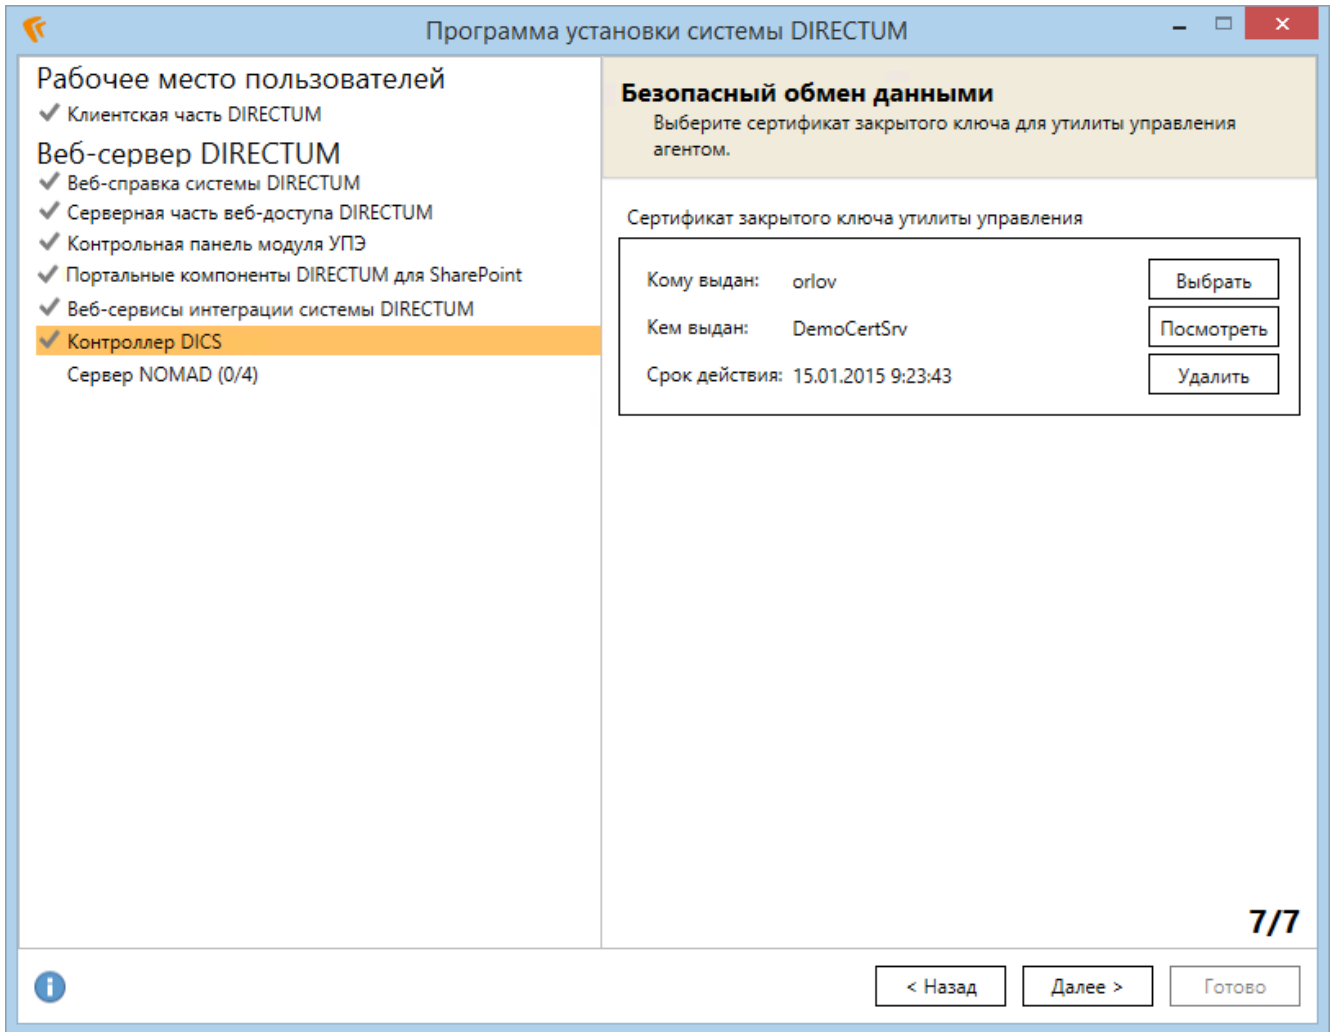 Программа установки системы DIRECTUM
Рабочее место пользователей
Клиентская часть DIRECTUM
Веб-сервер DIRECTUM
Веб-справка системы DIRECTUM
Серверная часть веб-доступа DIRECTUM
Контрольная панель модуля УПЭ
Портальные компоненты DIRECTUM для SharePoint
Веб-сервисы интеграции системы DIRECTUM
Контроллер DICS
Сервер NOMAD (0/4)
Безопасный обмен данными
Выберите сертификат закрытого ключа для утилиты управления
агентом.
Сертификат закрытого ключа утилиты управления
Кому выдан: orlov Выбрать
Кем выдан: DemoCertSrv Посмотреть
Срок действия: 15.01.2015 9:23:43 Удалить
7/7
< Назад Далее > Готово